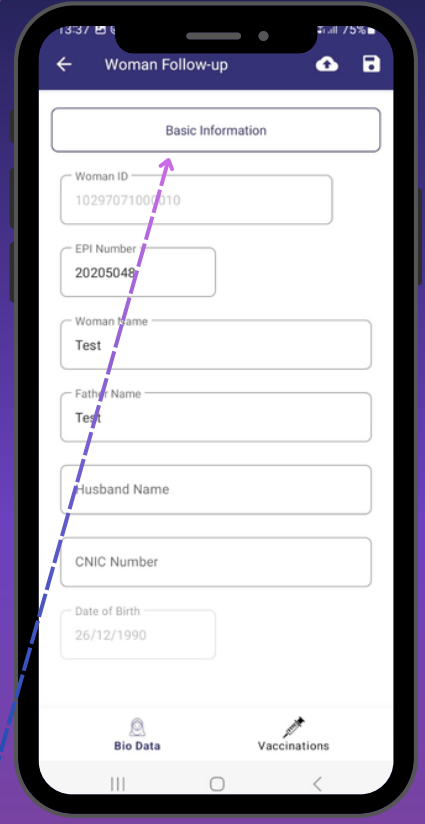 13:37
75%
Woman Follow-up
Basic Information
Woman ID
10297071000010
EPI Number
20205048
Woman Name
Test
Father Name
Test
Husband Name
CNIC Number
Date of Birth
26/12/1990
Bio Data
Vaccinations